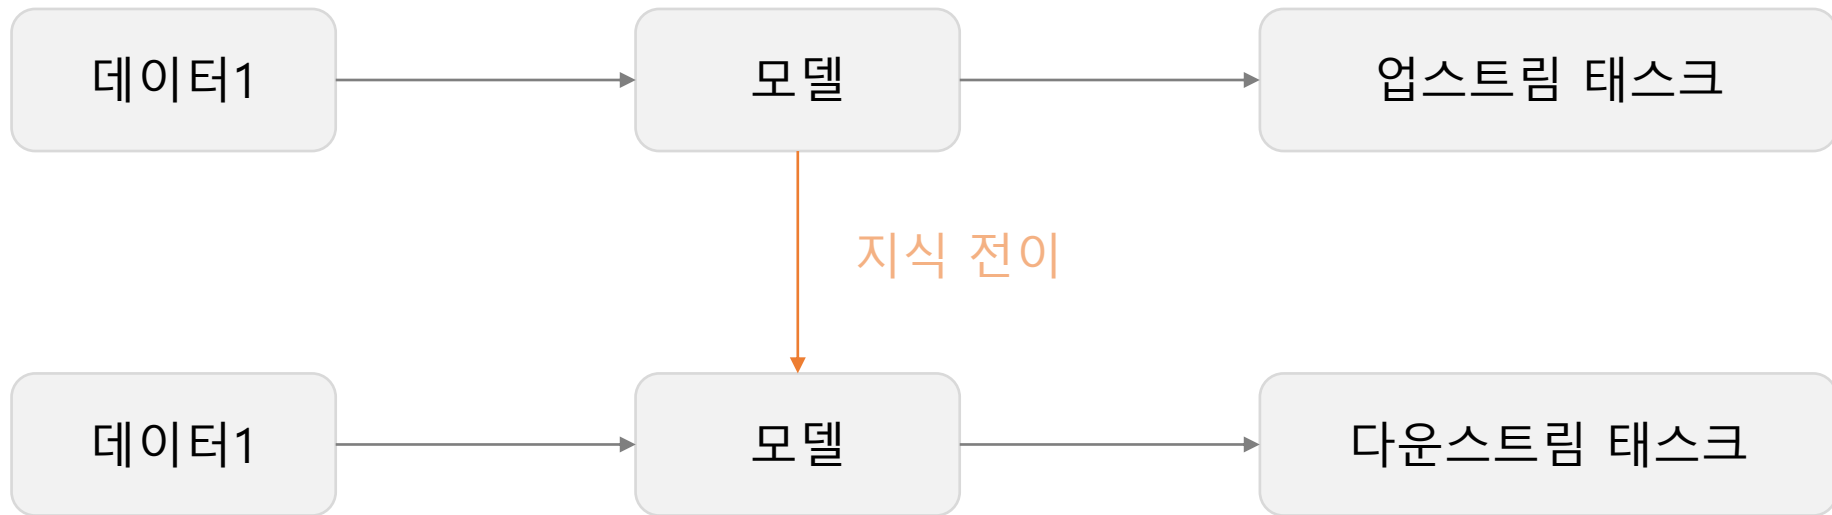 데이터1 모델 업스트림 태스크
지식 전이
데이터1 모델 다운스트림 태스크